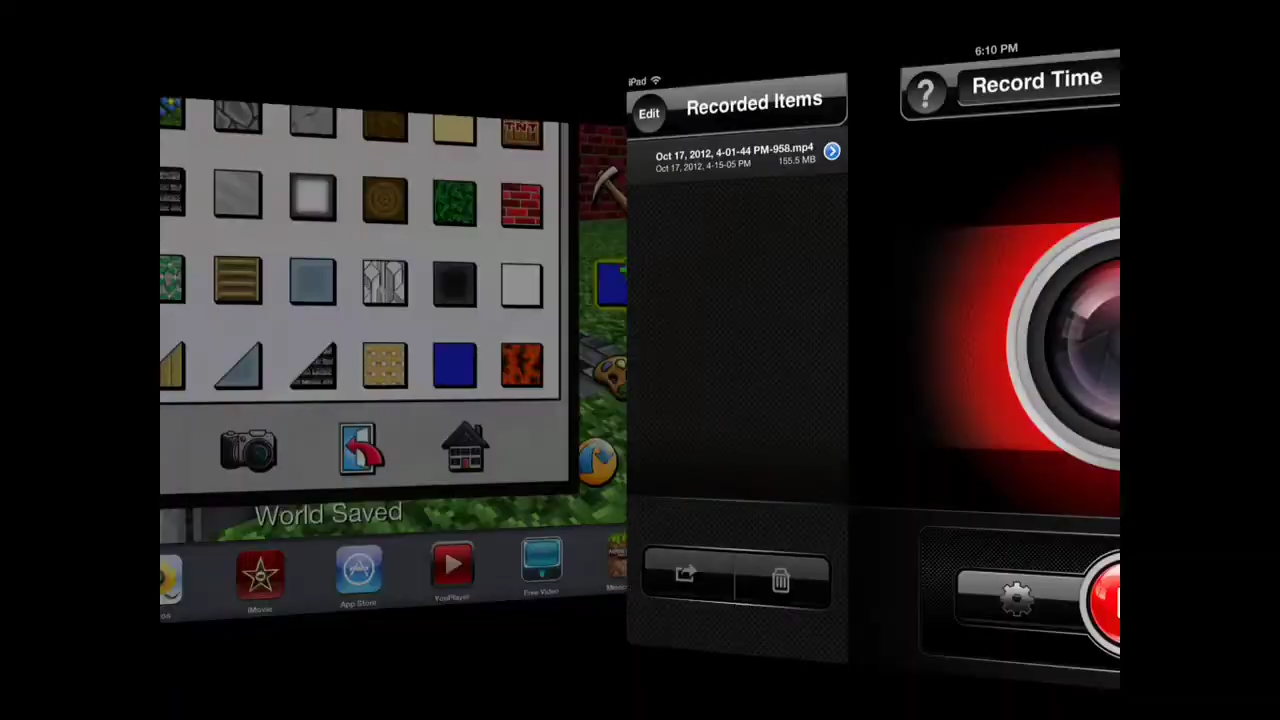 TNT
World Saved
os
iMovie
App Store
YouPlayer
Free Video
iPad
Edit
Recorded Items
Oct 17, 2012, 4-01-44 PM-958.mp4
Oct 17, 2012, 4-15-05 PM 155.5 MB
6:10 PM
?
Record Time